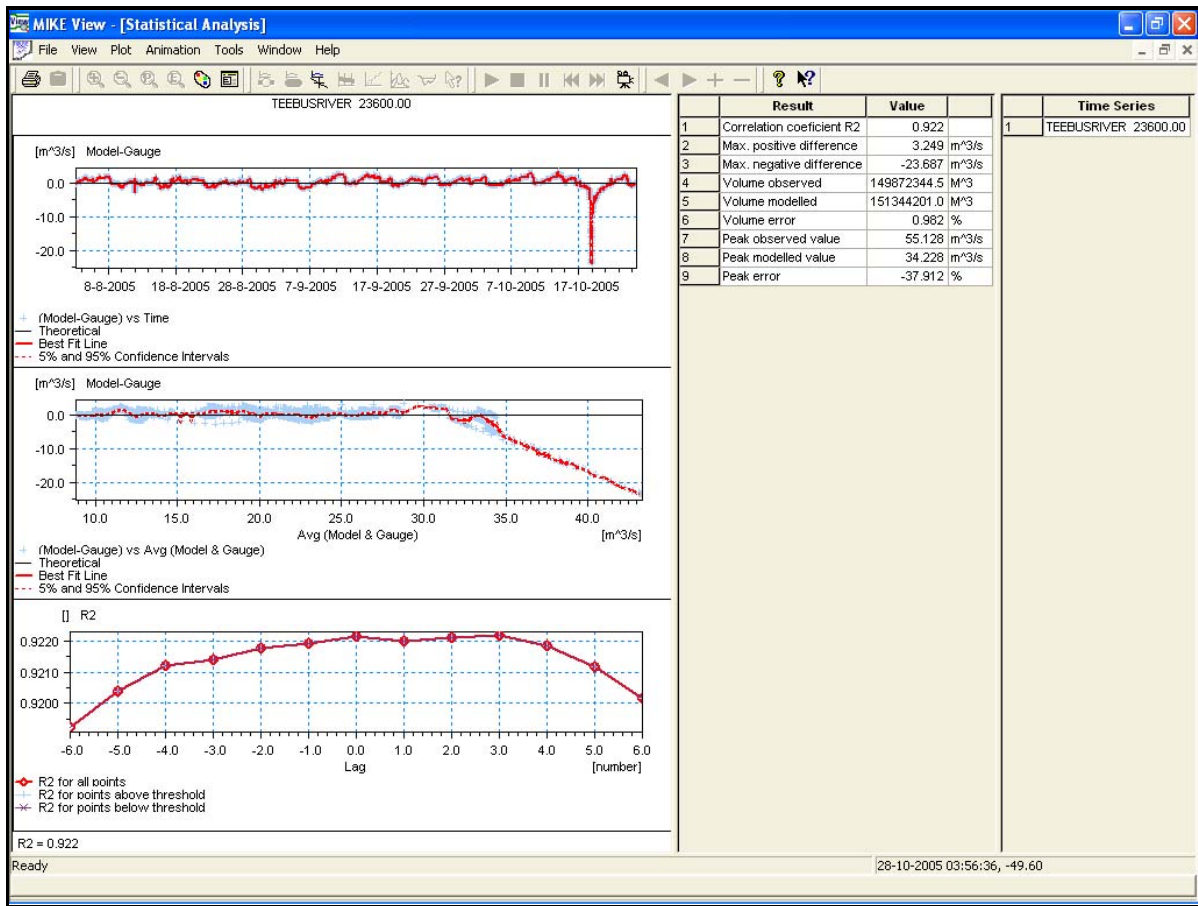 MIKE View - [Statistical Analysis]
File View Plot Animation Tools Window Help
TEEBUSRIVER 23600.00
[m^3/s] Model-Gauge
0.0
-10.0
-20.0
8-8-2005 18-8-2005 28-8-2005 7-9-2005 17-9-2005 27-9-2005 7-10-2005 17-10-2005
(Model-Gauge) vs Time
Theoretical
Best Fit Line
5% and 95% Confidence Intervals
[m^3/s] Model-Gauge
0.0
-10.0
-20.0
10.0 15.0 20.0 25.0 30.0 35.0 40.0
Avg (Model & Gauge) [m^3/s]
(Model-Gauge) vs Avg (Model & Gauge)
Theoretical
Best Fit Line
5% and 95% Confidence Intervals
[] R2
0.9220
0.9210
0.9200
-6.0 -5.0 -4.0 -3.0 -2.0 -1.0 0.0 1.0 2.0 3.0 4.0 5.0 6.0
Lag [number]
R2 for all points
R2 for points above threshold
R2 for points below threshold
R2 = 0.922
Result Value
1 Correlation coeficient R2 0.922
2 Max. positive difference 3.249 m^3/s
3 Max. negative difference -23.687 m^3/s
4 Volume observed 149872344.5 M^3
5 Volume modelled 151344201.0 M^3
6 Volume error 0.982 %
7 Peak observed value 55.128 m^3/s
8 Peak modelled value 34.228 m^3/s
9 Peak error -37.912 %
Time Series
1 TEEBUSRIVER 23600.00
Ready 28-10-2005 03:56:36, -49.60